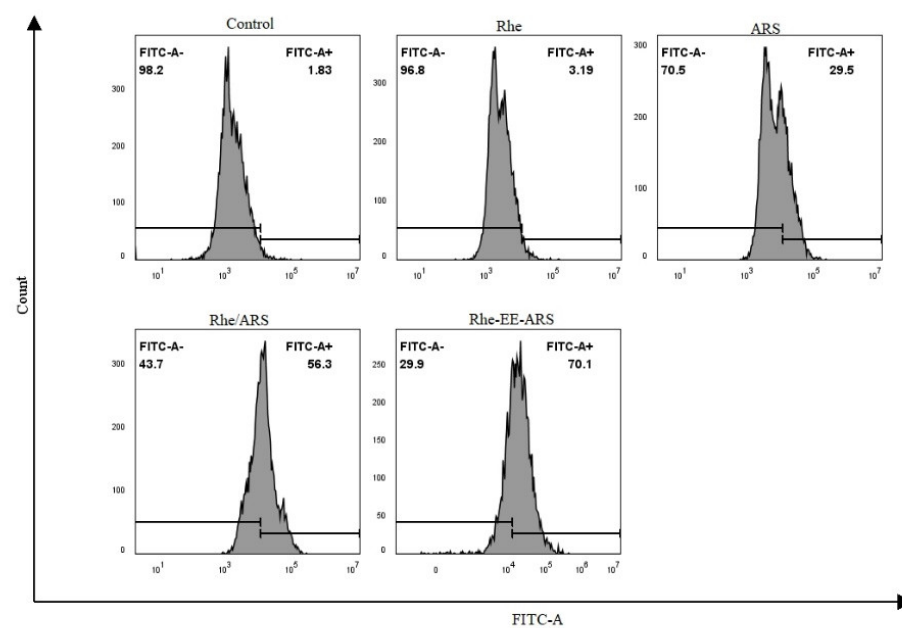 Control
FITC-A- FITC-A+
98.2 1.83
300
200
100
0
10¹ 10³ 10⁵ 10⁷
Rhe
FITC-A- FITC-A+
96.8 3.19
300
200
100
0
10¹ 10³ 10⁵ 10⁷
ARS
FITC-A- FITC-A+
70.5 29.5
300
200
100
0
10¹ 10³ 10⁵ 10⁷
Count
Rhe/ARS
FITC-A- FITC-A+
43.7 56.3
300
200
100
0
10¹ 10³ 10⁵ 10⁷
Rhe-EE-ARS
FITC-A- FITC-A+
29.9 70.1
250
200
150
100
50
0
0 10⁴ 10⁵ 10⁶ 10⁷
FITC-A